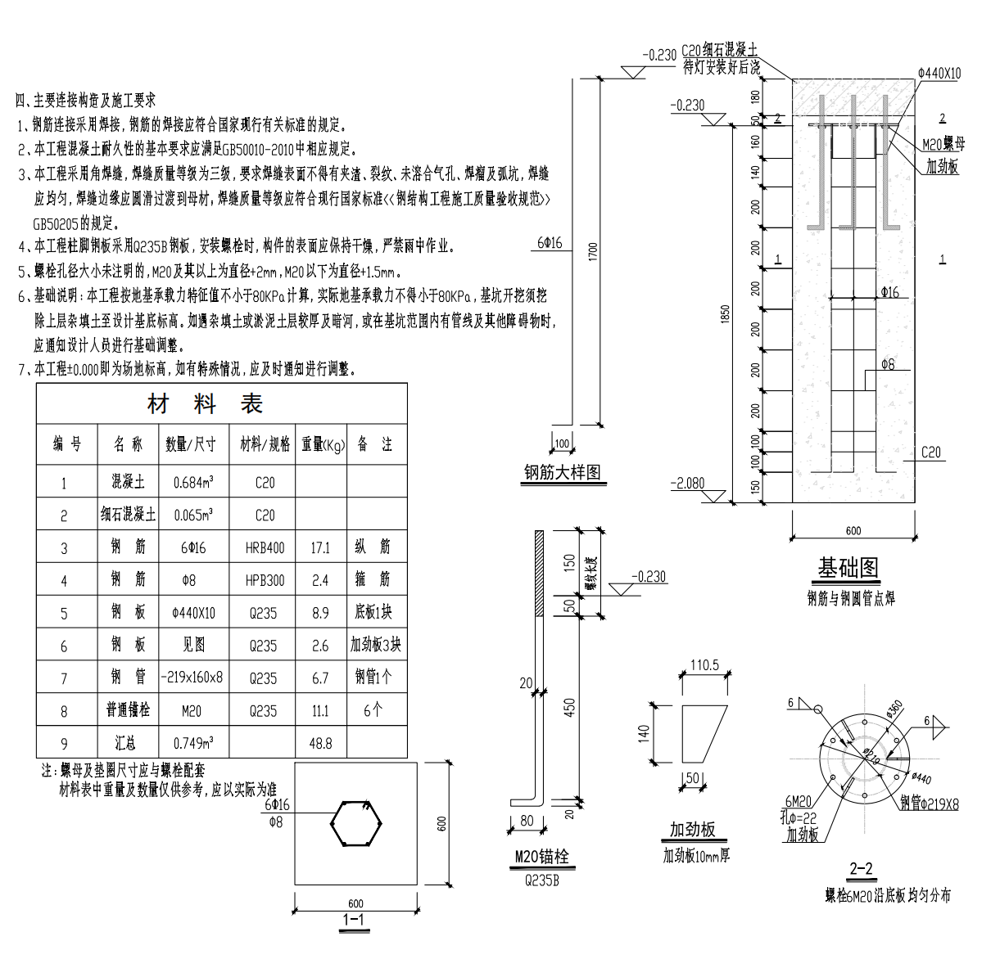 四、主要连接构造及施工要求
1、钢筋连接采用焊接,钢筋的焊接应符合国家现行有关标准的规定。
2、本工程混凝土耐久性的基本要求应满足GB50010-2010中相应规定。
3、本工程采用角焊缝,焊缝质量等级为三级,要求焊缝表面不得有夹渣、裂纹、未溶合气孔、焊瘤及弧坑,焊缝
应均匀,焊缝边缘应圆滑过渡到母材;焊缝质量等级应符合现行国家标准<<钢结构工程施工质量验收规范>>
GB50205的规定。
4、本工程柱脚钢板采用Q235B钢板,安装螺栓时,构件的表面应保持干燥,严禁雨中作业。
5、螺栓孔径大小未注明的,M20及其以上为直径+2mm,M20以下为直径+1.5mm。
6、基础说明:本工程按地基承载力特征值不小于80KPa计算,实际地基承载力不得小于80KPa,基坑开挖须挖
除上层杂填土至设计基底标高。如遇杂填土或淤泥土层较厚及暗河,或在基坑范围内有管线及其他障碍物时,
应通知设计人员进行基础调整。
7、本工程±0.000即为场地标高,如有特殊情况,应及时通知进行调整。
材 料 表
编 号 名 称 数量/尺寸 材料/规格 重量(Kg) 备 注
1 混凝土 0.684m³ C20
2 细石混凝土 0.065m³ C20
3 钢 筋 6Φ16 HRB400 17.1 纵 筋
4 钢 筋 Φ8 HPB300 2.4 箍 筋
5 钢 板 Φ440X10 Q235 8.9 底板1块
6 钢 板 见图 Q235 2.6 加劲板3块
7 钢 管 -219x160x8 Q235 6.7 钢管1个
8 普通锚栓 M20 Q235 11.1 6个
9 汇总 0.749m³ 48.8
注:螺母及垫圈尺寸应与螺栓配套
材料表中重量及数量仅供参考,应以实际为准
6Φ16
Φ8
600
600
1-1
-0.230
6Φ16
1700
100
钢筋大样图
C20细石混凝土
待灯安装好后浇
-0.230
Φ440X10
2
2
M20螺母
加劲板
1
1
Φ16
Φ8
C20
180
50
160
140
200
200
200
200
200
200
100
100
150
1850
-2.080
600
基础图
钢筋与钢圆管点焊
150
50
螺纹长度
-0.230
20
450
80
20
M20锚栓
Q235B
110.5
140
50
加劲板
加劲板10mm厚
6
6
Φ360
Φ219
Φ440
6M20
孔Φ=22
加劲板
钢管Φ219X8
2-2
螺栓6M20沿底板均匀分布